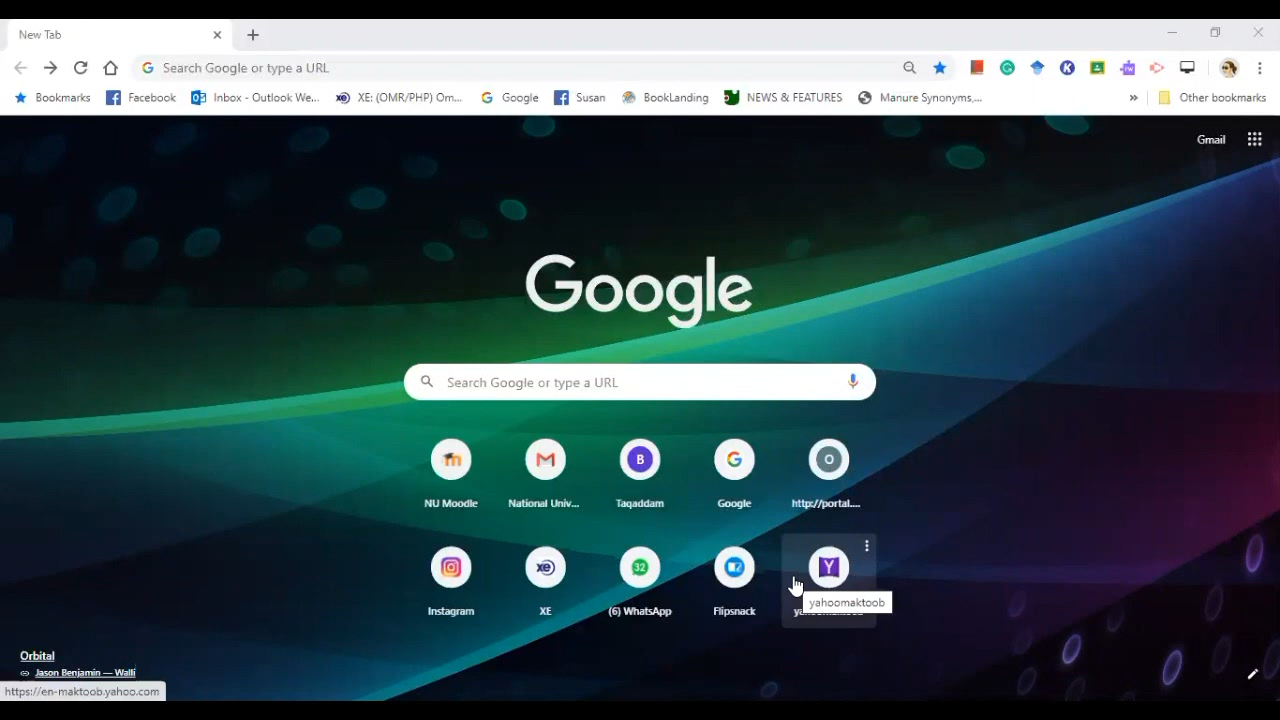 New Tab
Search Google or type a URL
Bookmarks Facebook Inbox - Outlook We... XE: (OMR/PHP) Om... Google Susan BookLanding NEWS & FEATURES Manure Synonyms,... » Other bookmarks
Gmail
Google
Search Google or type a URL
NU Moodle National Univ... Taqaddam Google http://portal....
Instagram XE (6) WhatsApp Flipsnack
yahoomaktoob
Orbital
Jason Benjamin — Walli
https://en-maktoob.yahoo.com